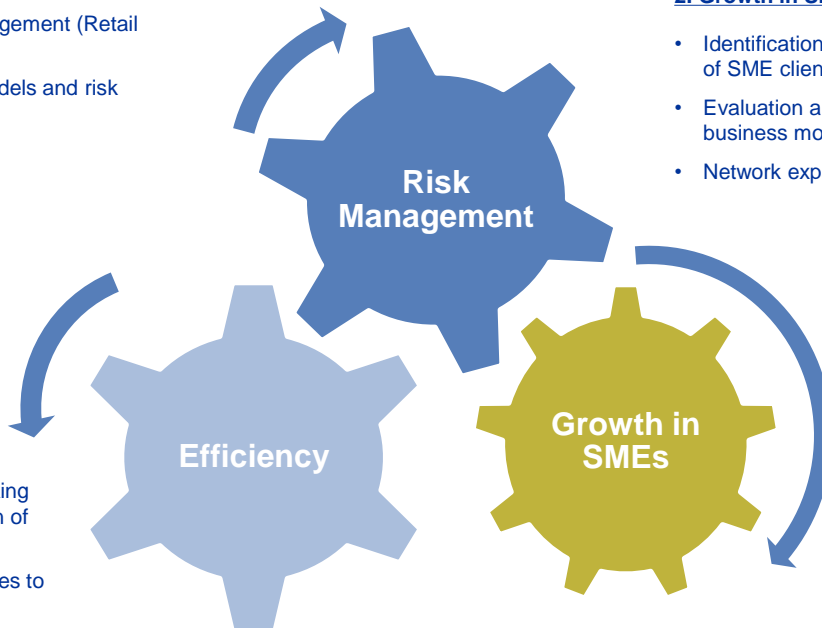 gement (Retail
dels and risk
• Identification
of SME clien
• Evaluation a
business mo
• Network exp
Risk
Management
Growth in
SMEs
Efficiency
ting
n of
es to